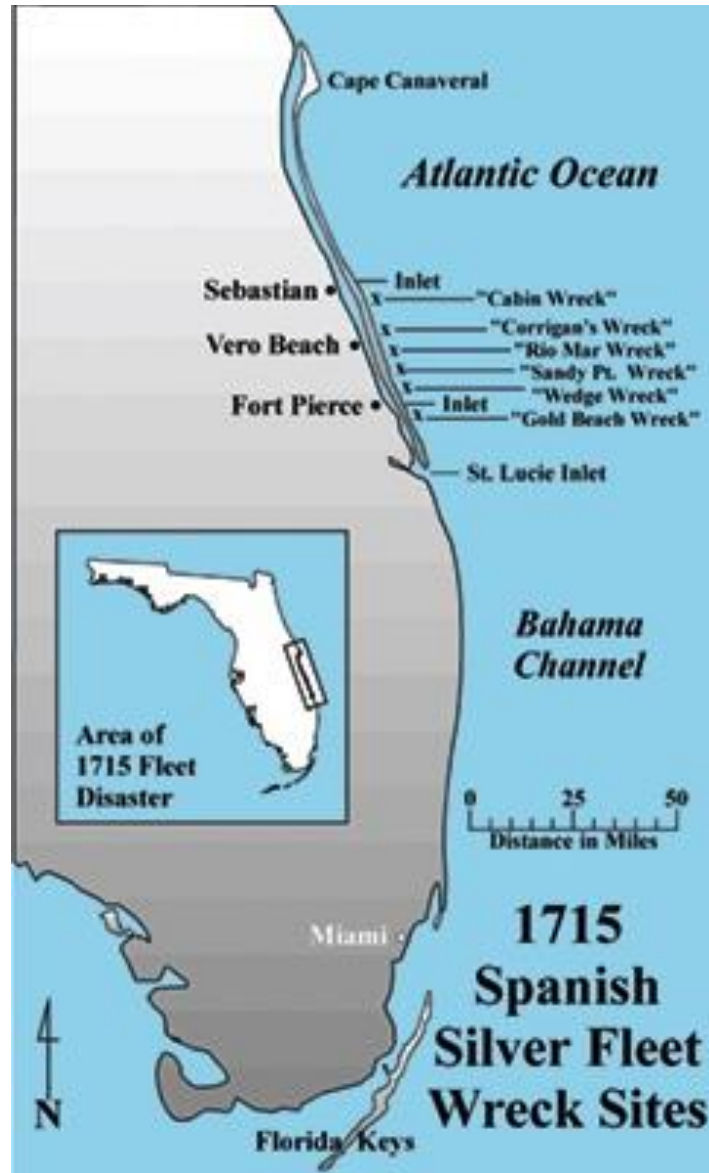 Cape Canaveral
Atlantic Ocean
Inlet
Sebastian
"Cabin Wreck"
"Corrigan's Wreck"
Vero Beach
"Rio Mar Wreck"
"Sandy Pt. Wreck"
"Wedge Wreck"
Fort Pierce
Inlet
"Gold Beach Wreck"
St. Lucie Inlet
Bahama
Channel
Area of
1715 Fleet
Disaster
0 25 50
Distance in Miles
Miami
1715
Spanish
Silver Fleet
Wreck Sites
N
Florida Keys